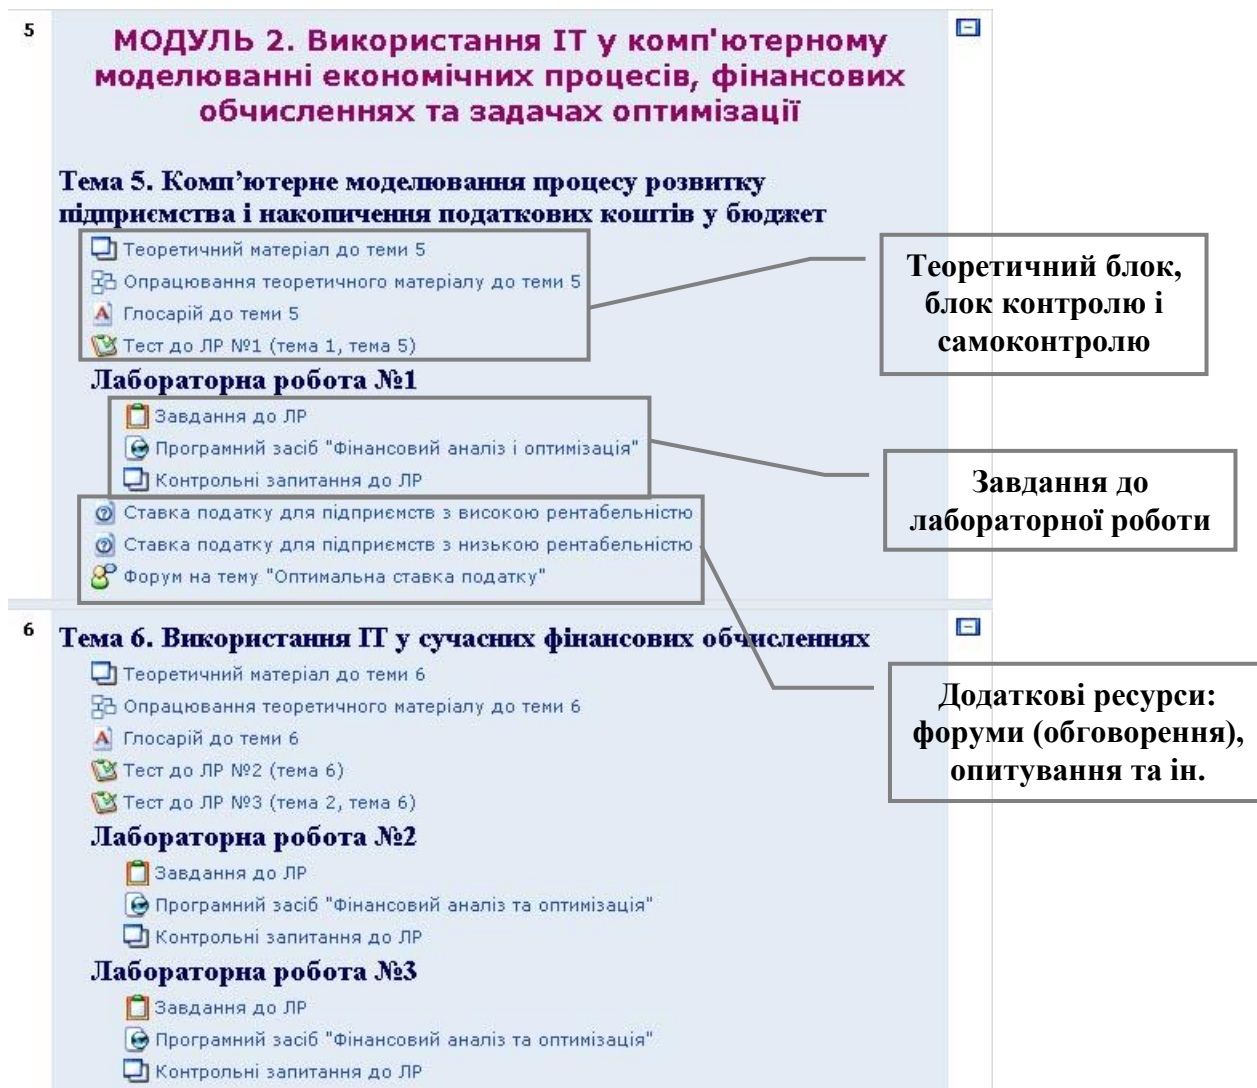 5
МОДУЛЬ 2. Використання ІТ у комп'ютерному
моделюванні економічних процесів, фінансових
обчисленнях та задачах оптимізації
Тема 5. Комп’ютерне моделювання процесу розвитку
підприємства і накопичення податкових коштів у бюджет
Теоретичний матеріал до теми 5
Опрацювання теоретичного матеріалу до теми 5
Глосарій до теми 5
Тест до ЛР №1 (тема 1, тема 5)
Теоретичний блок,
блок контролю і
самоконтролю
Лабораторна робота №1
Завдання до ЛР
Програмний засіб "Фінансовий аналіз і оптимізація"
Контрольні запитання до ЛР
Завдання до
лабораторної роботи
Ставка податку для підприємств з високою рентабельністю
Ставка податку для підприємств з низькою рентабельністю
Форум на тему "Оптимальна ставка податку"
6
Тема 6. Використання ІТ у сучасних фінансових обчисленнях
Теоретичний матеріал до теми 6
Опрацювання теоретичного матеріалу до теми 6
Глосарій до теми 6
Тест до ЛР №2 (тема 6)
Тест до ЛР №3 (тема 2, тема 6)
Додаткові ресурси:
форуми (обговорення),
опитування та ін.
Лабораторна робота №2
Завдання до ЛР
Програмний засіб "Фінансовий аналіз та оптимізація"
Контрольні запитання до ЛР
Лабораторна робота №3
Завдання до ЛР
Програмний засіб "Фінансовий аналіз та оптимізація"
Контрольні запитання до ЛР